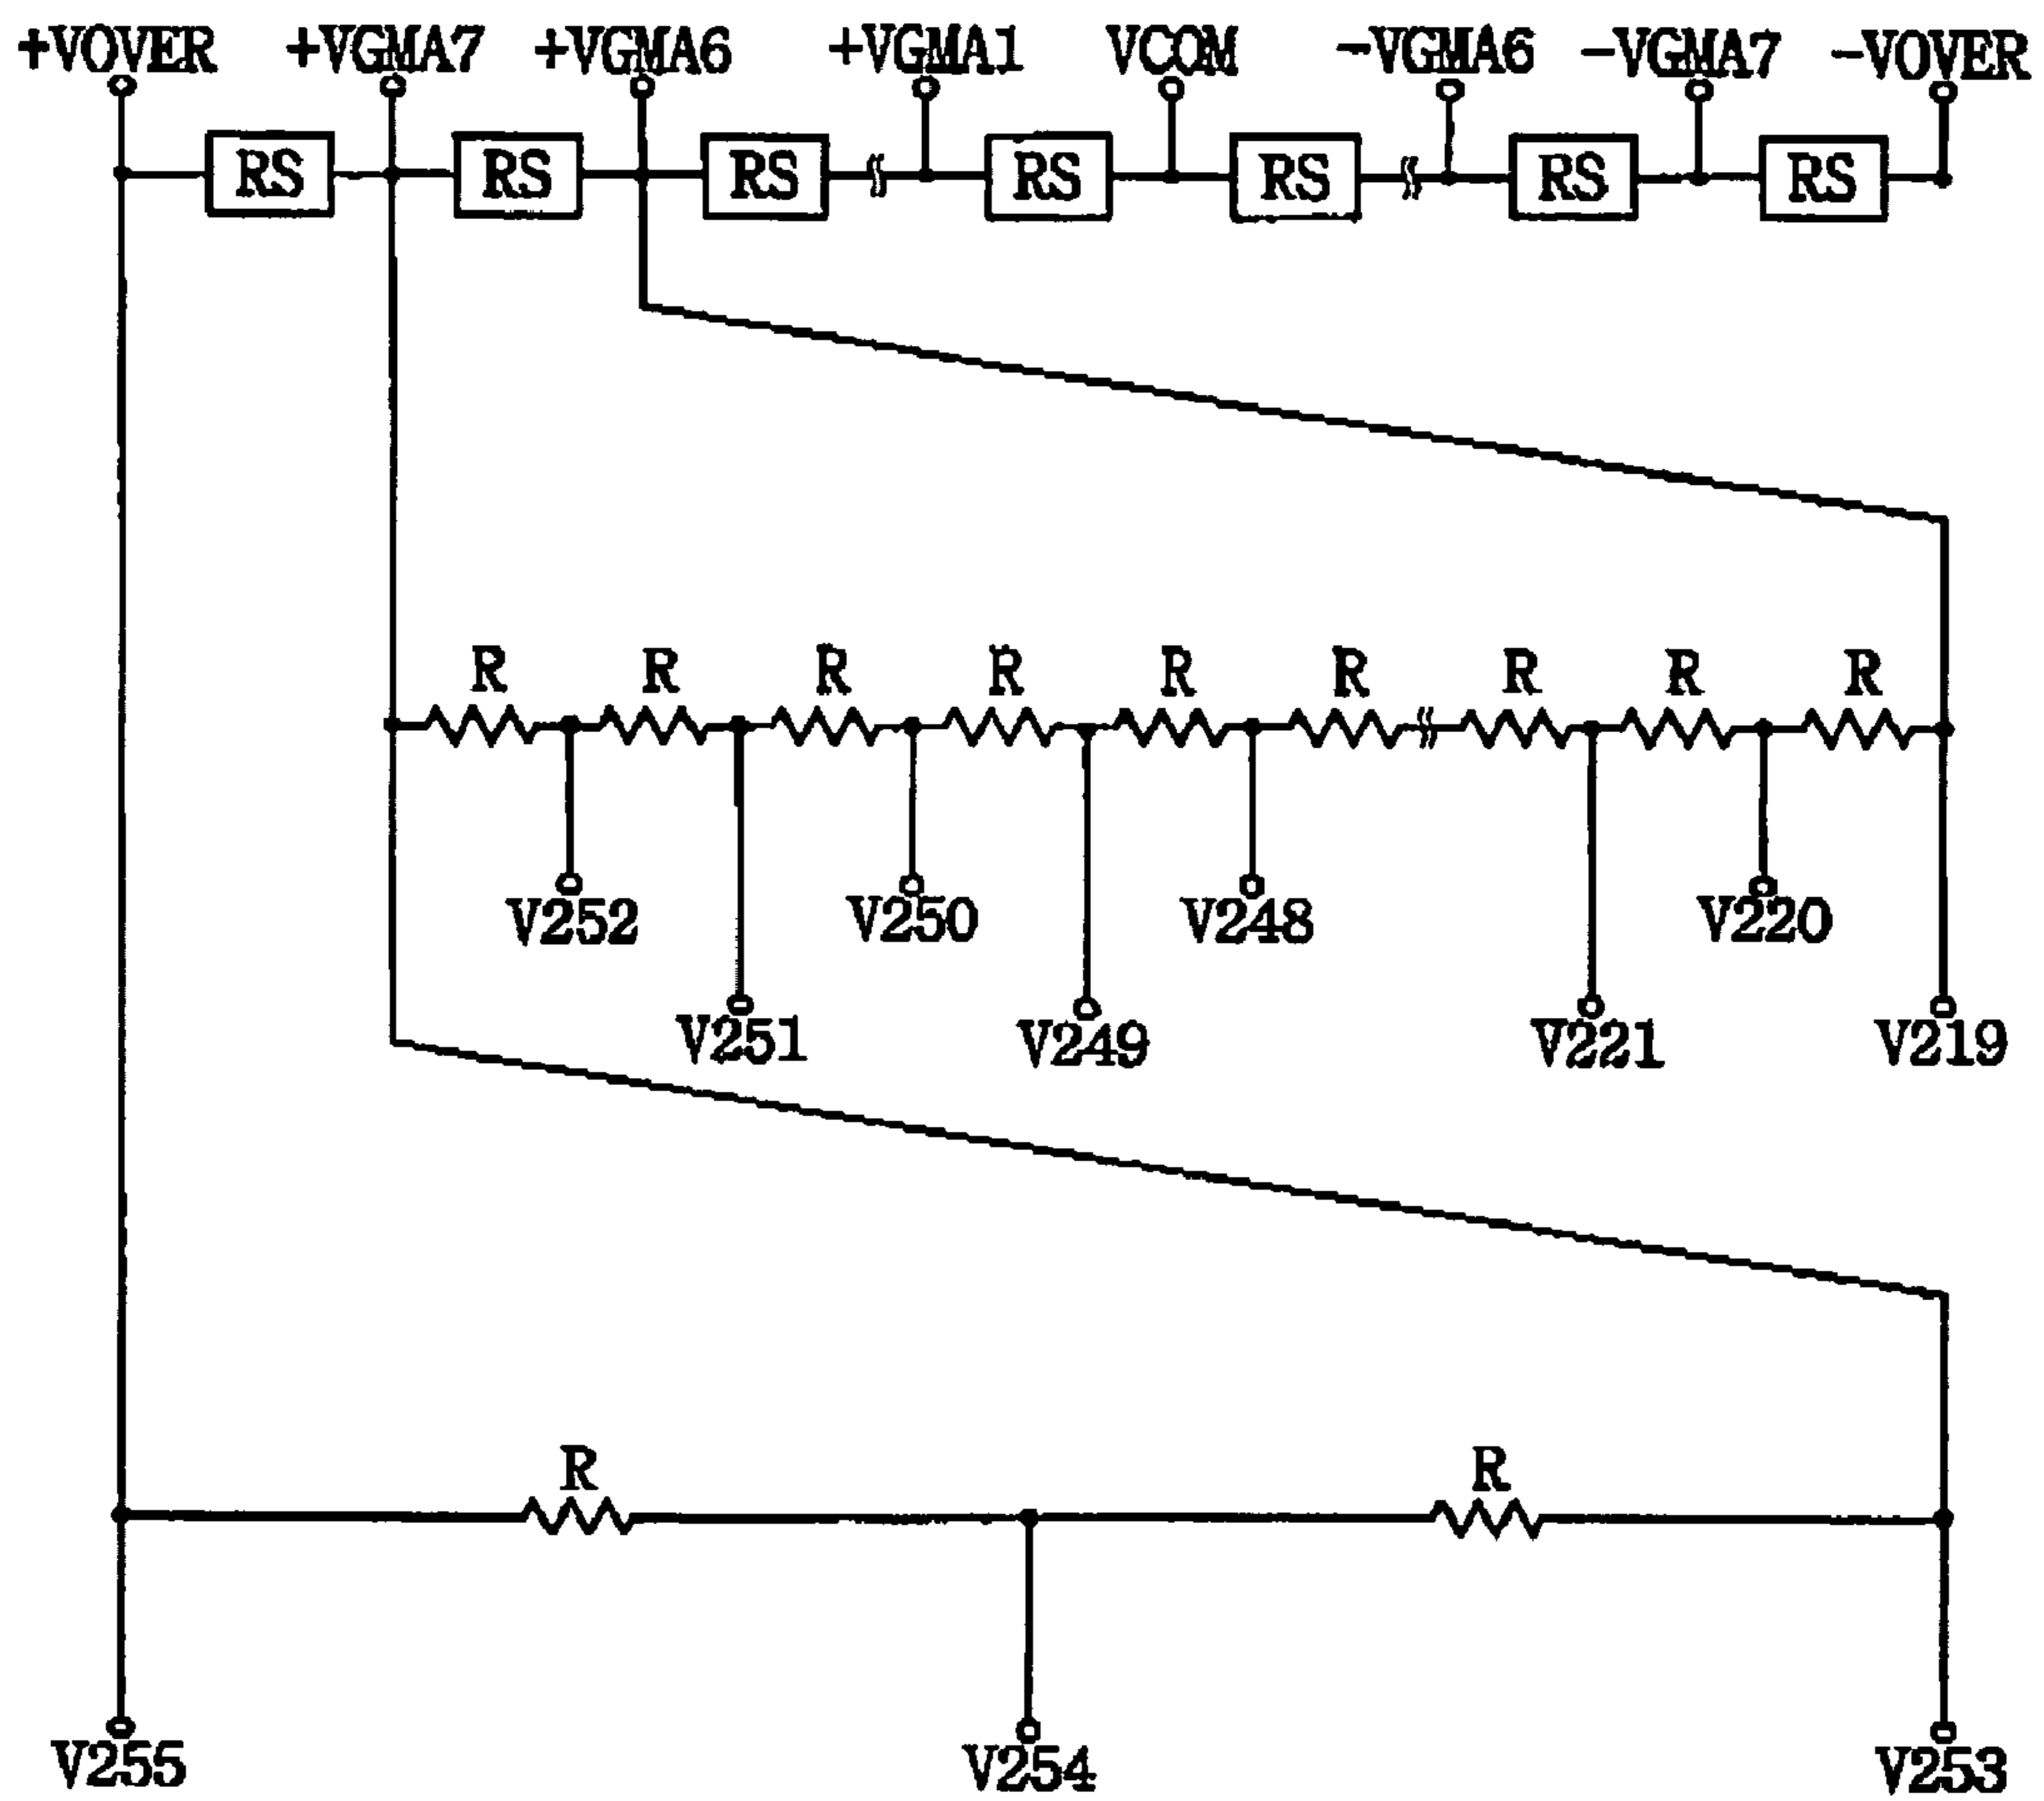 +VOVER +VGMA7 +VGMA6 +VGMA1 VCOM -VGMA6 -VGMA7 -VOVER
RS RS RS RS RS RS RS
R R R R R R R R R
V252 V250 V248 V220
V251 V249 V221 V219
R R
V255 V254 V253